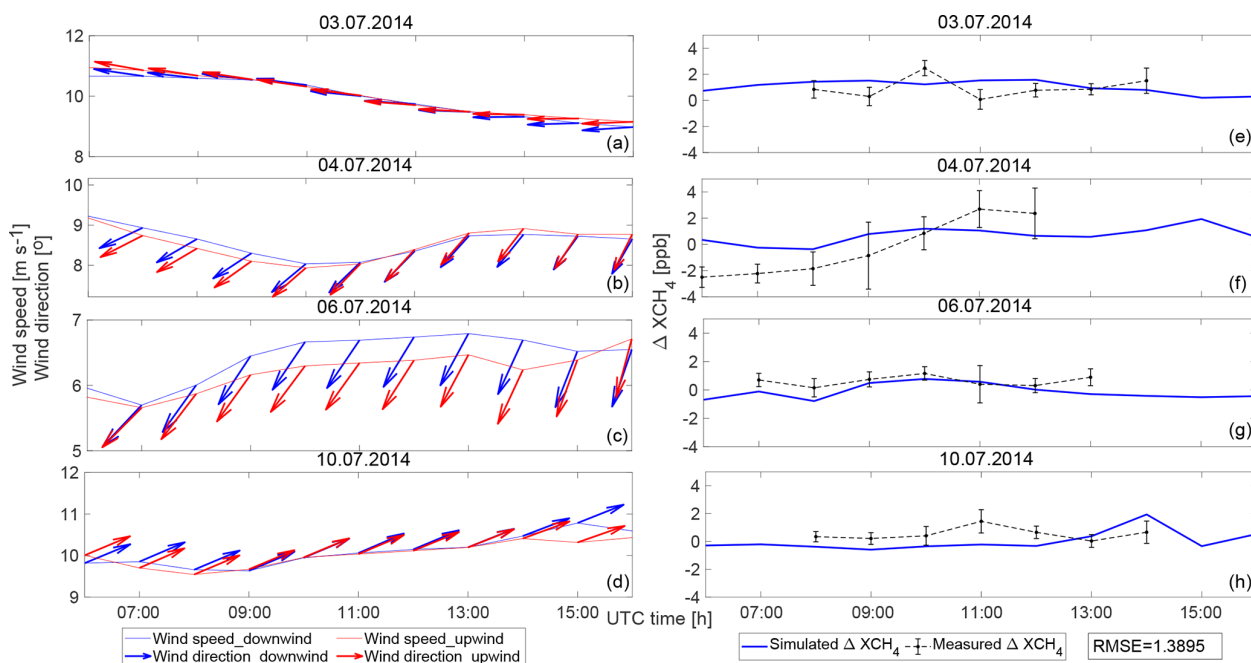 03.07.2014
12
10
8
(a)
04.07.2014
10
9
8
(b)
06.07.2014
7
6
5
(c)
10.07.2014
12
11
10
9
(d)
Wind speed [m s⁻¹]
Wind direction [º]
07:00 09:00 11:00 13:00 15:00
UTC time [h]
Wind speed_downwind
Wind speed_upwind
Wind direction_downwind
Wind direction_upwind
03.07.2014
4
2
0
-2
-4
(e)
04.07.2014
4
2
0
-2
-4
(f)
06.07.2014
4
2
0
-2
-4
(g)
10.07.2014
4
2
0
-2
-4
(h)
Δ XCH₄ [ppb]
07:00 09:00 11:00 13:00 15:00
Simulated Δ XCH₄
Measured Δ XCH₄
RMSE=1.3895